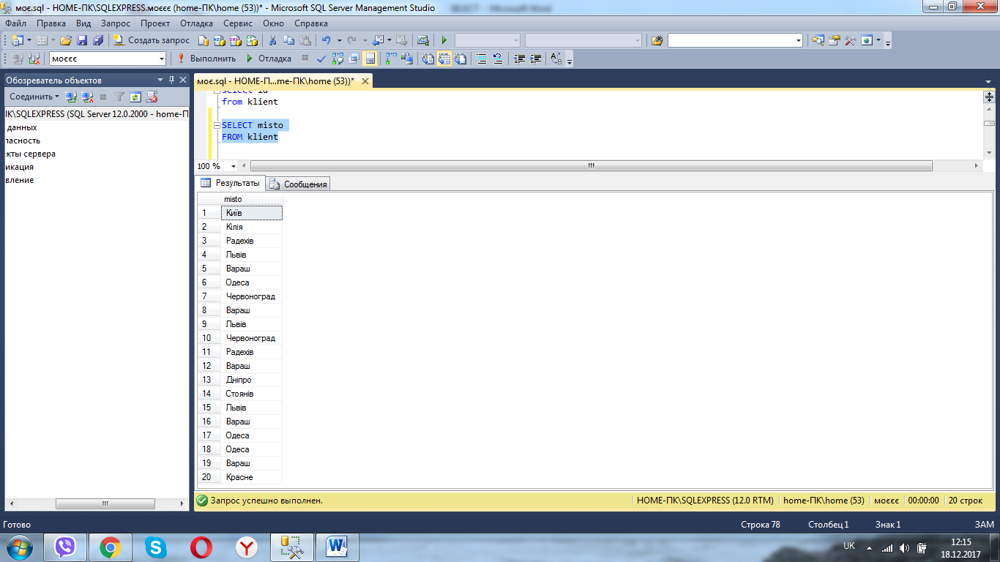 моє.sql - HOME-ПК\SQLEXPRESS.моєєє (home-ПК\home (53))* - Microsoft SQL Server Management Studio
Файл Правка Вид Запрос Проект Отладка Сервис Окно Справка
Создать запрос
моєєє Выполнить Отладка
Обозреватель объектов
моє.sql - HOME-П...me-ПК\home (53))*
Соединить
ПК\SQLEXPRESS (SQL Server 12.0.2000 - home-П
данных
пасность
кты сервера
икация
вление
select id
from klient
SELECT misto
FROM klient
100 %
Результаты Сообщения
misto
1 Київ
2 Кілія
3 Радехів
4 Львів
5 Вараш
6 Одеса
7 Червоноград
8 Вараш
9 Львів
10 Червоноград
11 Радехів
12 Вараш
13 Дніпро
14 Стоянів
15 Львів
16 Вараш
17 Одеса
18 Одеса
19 Вараш
20 Красне
Запрос успешно выполнен. HOME-ПК\SQLEXPRESS (12.0 RTM) home-ПК\home (53) моєєє 00:00:00 20 строк
Готово Строка 78 Столбец 1 Знак 1 ЗАМ
UK 12:15
18.12.2017